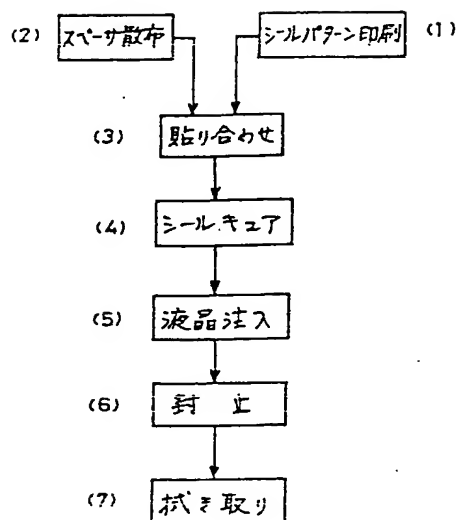 (2) スペーサ散布 シールパターン印刷 (1)
(3) 貼り合わせ
(4) シール.キュア
(5) 液晶注入
(6) 封止
(7) 拭き取り